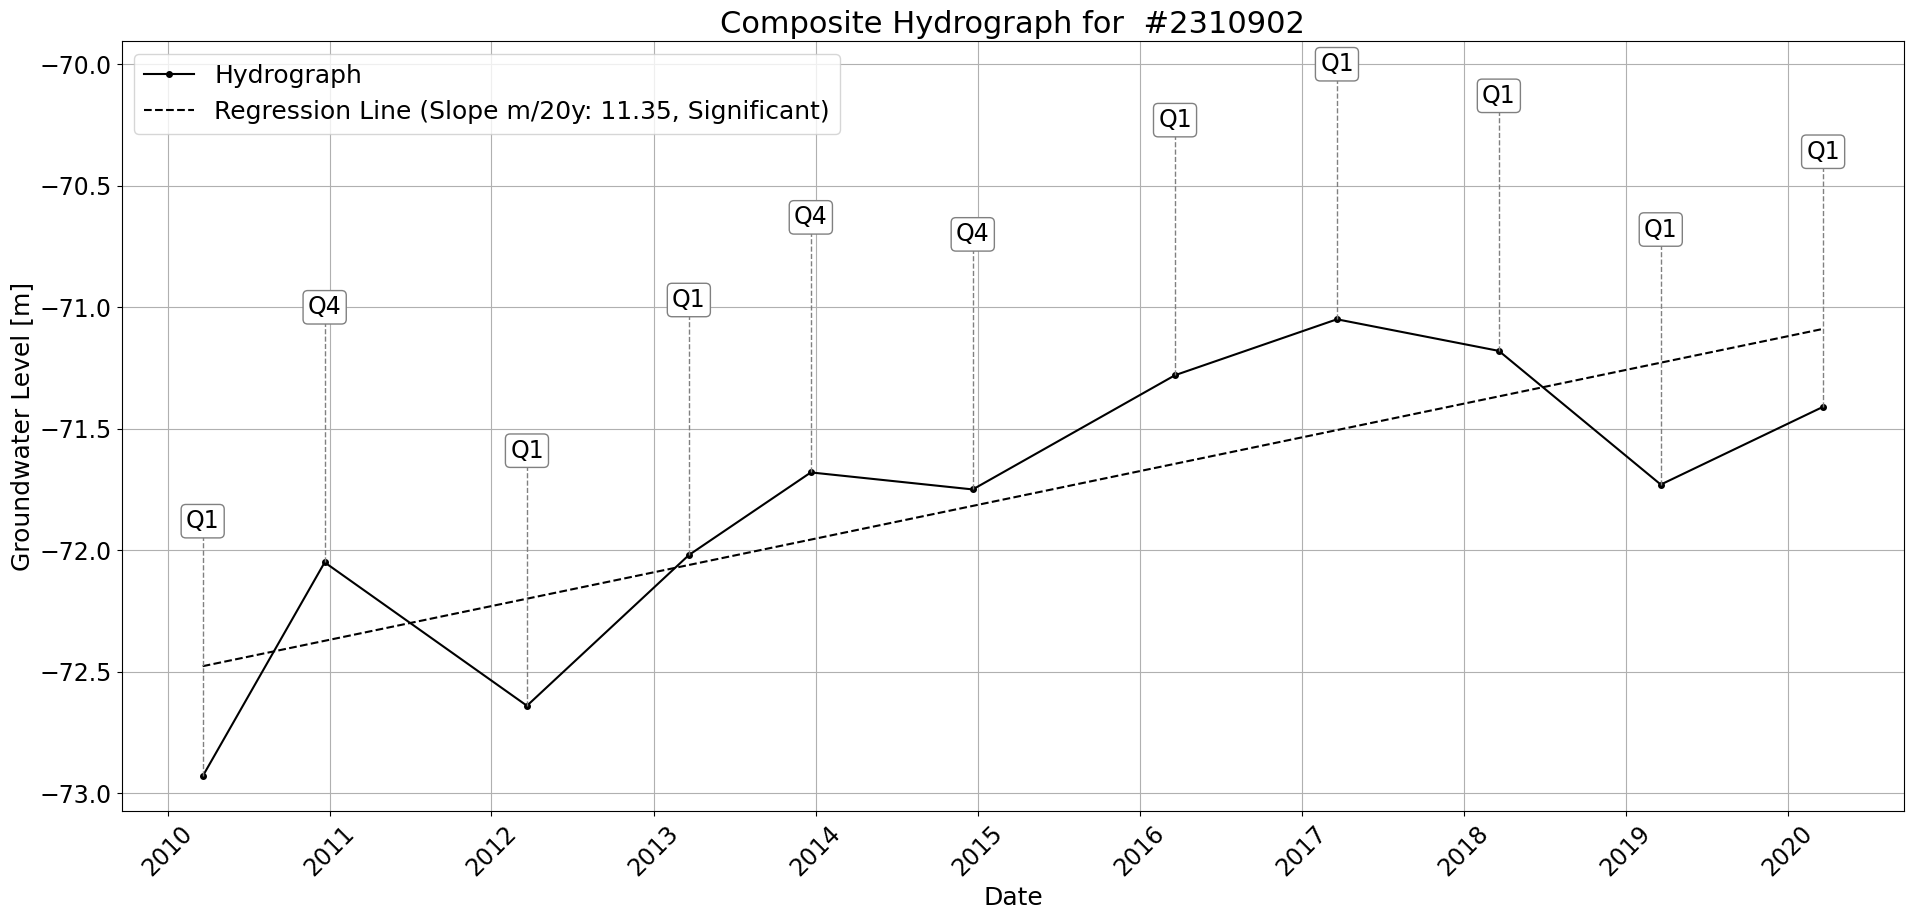 Composite Hydrograph for  #2310902
Hydrograph
Regression Line (Slope m/20y: 11.35, Significant)
Groundwater Level [m]
−70.0
−70.5
−71.0
−71.5
−72.0
−72.5
−73.0
Q1
Q4
Q1
Q1
Q4
Q4
Q1
Q1
Q1
Q1
Q1
2010
2011
2012
2013
2014
2015
2016
2017
2018
2019
2020
Date